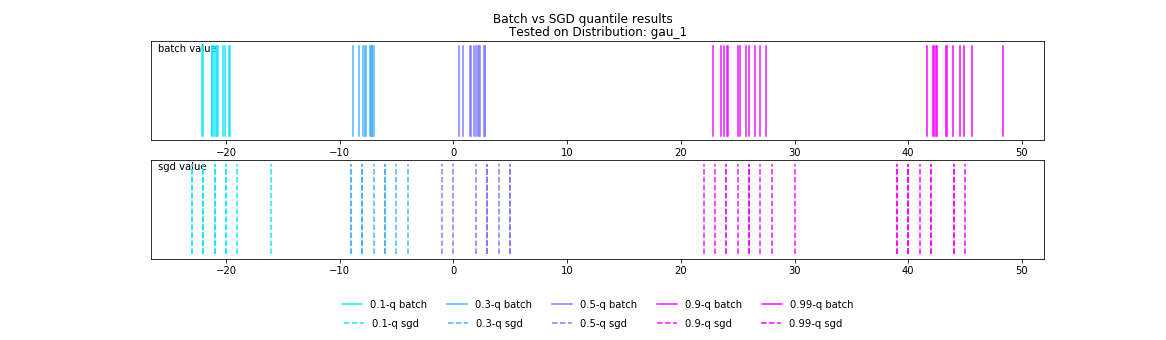 Batch vs SGD quantile results
Tested on Distribution: gau_1
batch value
−20 −10 0 10 20 30 40 50
sgd value
−20 −10 0 10 20 30 40 50
0.1-q batch 0.3-q batch 0.5-q batch 0.9-q batch 0.99-q batch
0.1-q sgd 0.3-q sgd 0.5-q sgd 0.9-q sgd 0.99-q sgd